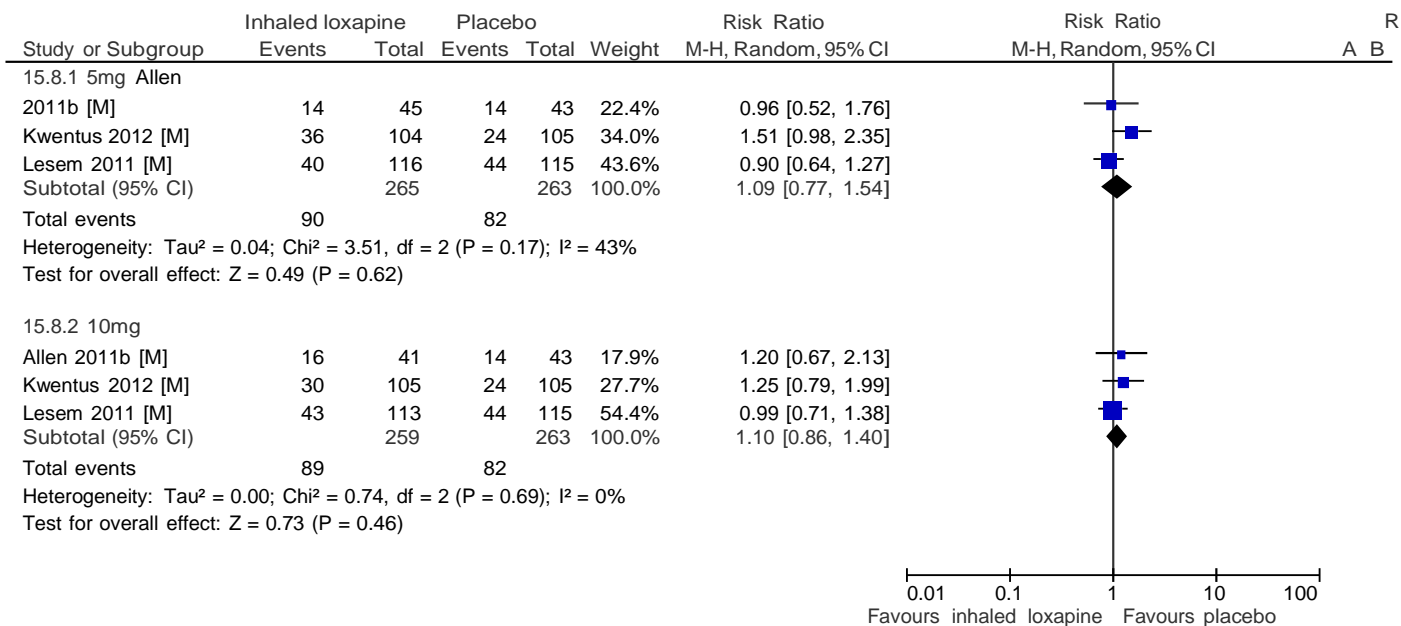 Inhaled loxapine Placebo Risk Ratio Risk Ratio R
Study or Subgroup Events Total Events Total Weight M-H, Random, 95% CI M-H, Random, 95% CI A B
15.8.1 5mg Allen
2011b [M] 14 45 14 43 22.4% 0.96 [0.52, 1.76]
Kwentus 2012 [M] 36 104 24 105 34.0% 1.51 [0.98, 2.35]
Lesem 2011 [M] 40 116 44 115 43.6% 0.90 [0.64, 1.27]
Subtotal (95% CI) 265 263 100.0% 1.09 [0.77, 1.54]
Total events 90 82
Heterogeneity: Tau² = 0.04; Chi² = 3.51, df = 2 (P = 0.17); I² = 43%
Test for overall effect: Z = 0.49 (P = 0.62)
15.8.2 10mg
Allen 2011b [M] 16 41 14 43 17.9% 1.20 [0.67, 2.13]
Kwentus 2012 [M] 30 105 24 105 27.7% 1.25 [0.79, 1.99]
Lesem 2011 [M] 43 113 44 115 54.4% 0.99 [0.71, 1.38]
Subtotal (95% CI) 259 263 100.0% 1.10 [0.86, 1.40]
Total events 89 82
Heterogeneity: Tau² = 0.00; Chi² = 0.74, df = 2 (P = 0.69); I² = 0%
Test for overall effect: Z = 0.73 (P = 0.46)
0.01 0.1 1 10 100
Favours inhaled loxapine Favours placebo